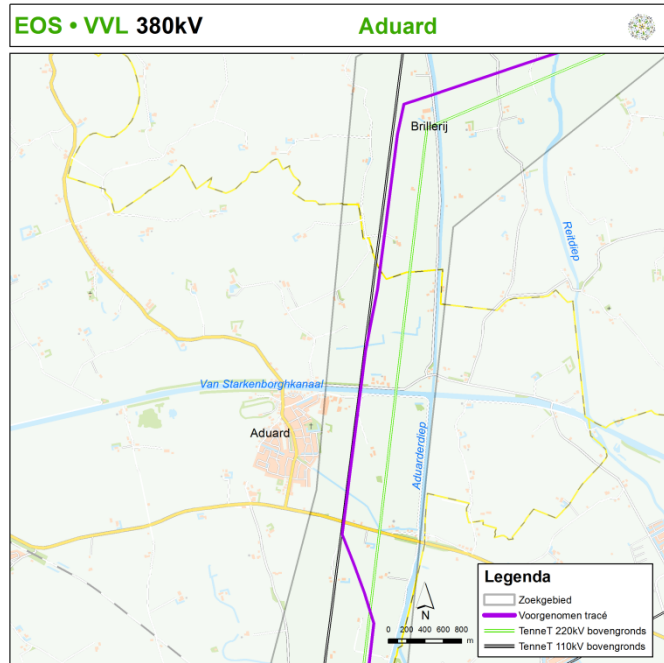 EOS • VVL 380kV Aduard
Brillerij
Reitdiep
Van Starkenborghkanaal
Aduard
Aduarderdiep
Legenda
Zoekgebied
Voorgenomen tracé
TenneT 220kV bovengronds
TenneT 110kV bovengronds
N
0 200 400 600 800
m